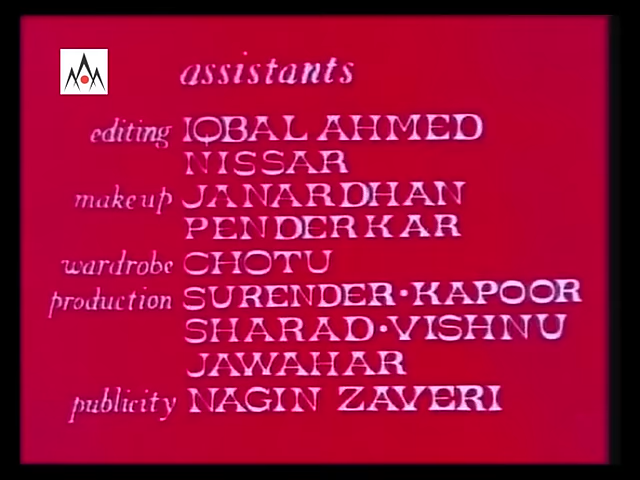 assistants
editing IQBAL AHMED
NISSAR
makeup JANARDHAN
PENDERKAR
wardrobe CHOTU
production SURENDER·KAPOOR
SHARAD·VISHNU
JAWAHAR
publicity NAGIN ZAVERI